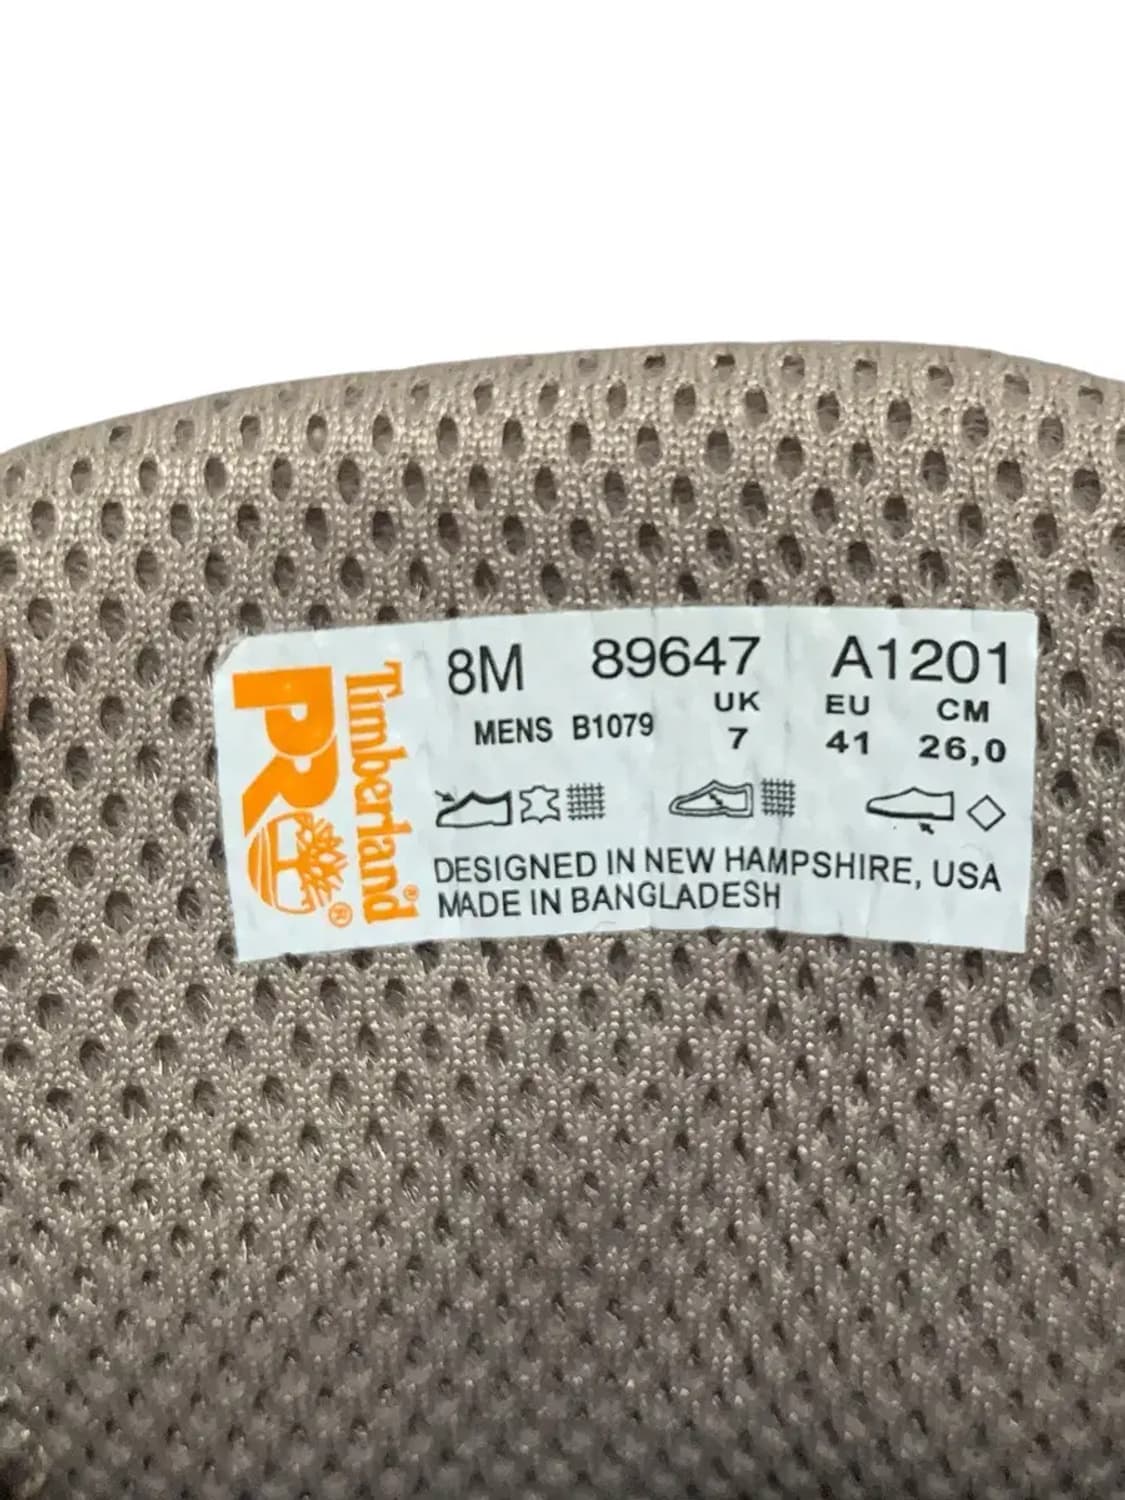 Timberland®
PRO®
8M 89647 A1201
UK EU CM
MENS B1079 7 41 26,0
DESIGNED IN NEW HAMPSHIRE, USA
MADE IN BANGLADESH